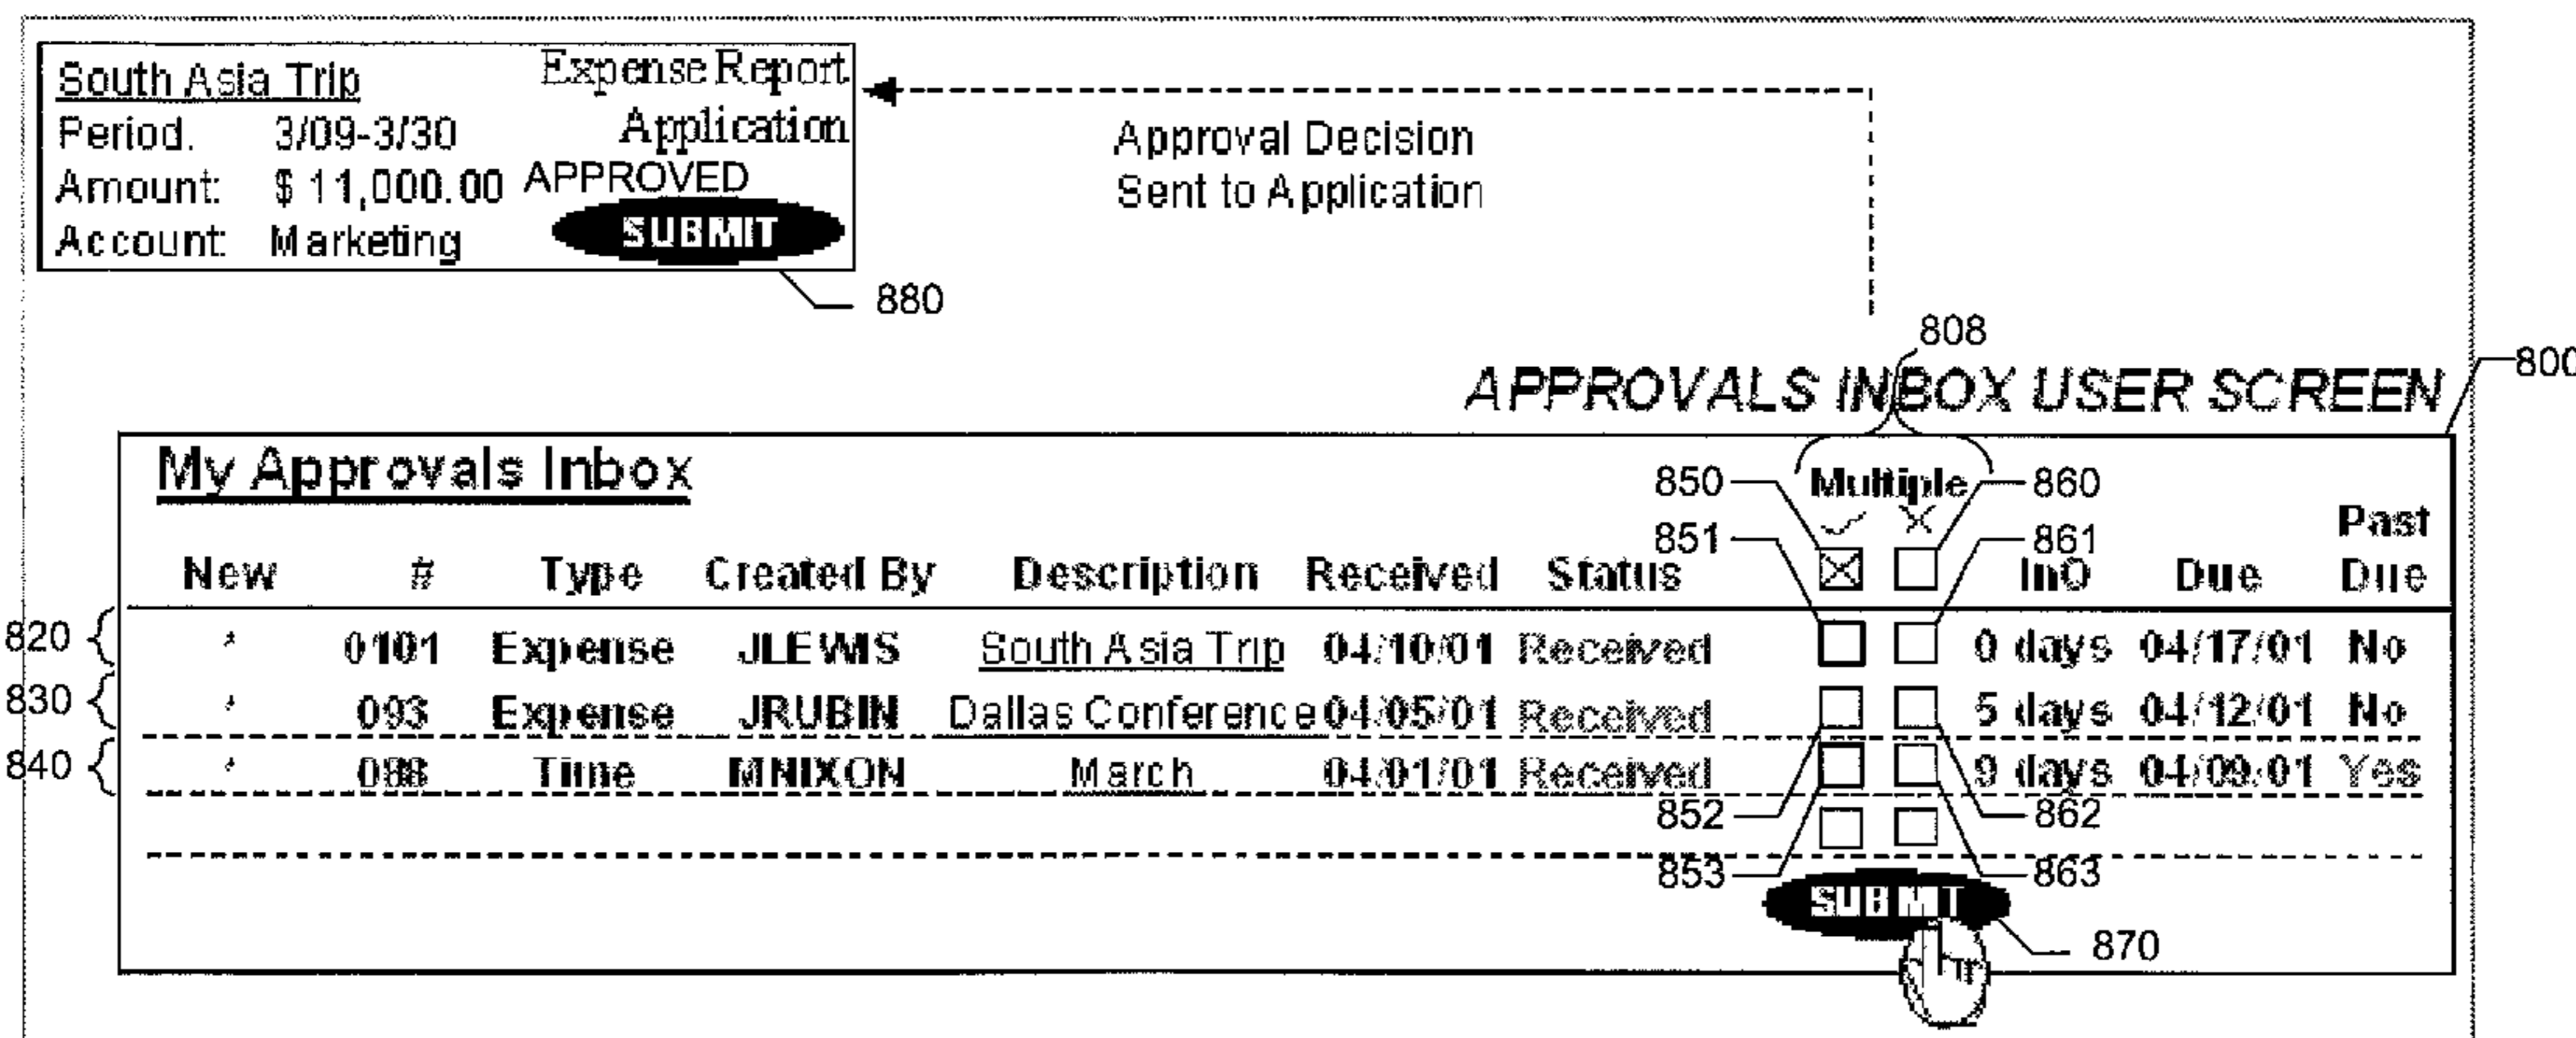 South Asia Trip Expense Report
Period. 3/09-3/30 Application
Amount: $ 11,000.00 APPROVED
Account: Marketing SUBMIT
880
Approval Decision
Sent to Application
808
800
APPROVALS INBOX USER SCREEN
My Approvals Inbox
850 Multiple 860
851 861
Past
New # Type Created By Description Received Status InQ Due Due
820 0101 Expense JLEWIS South Asia Trip 04/10/01 Received 0 days 04/17/01 No
830 093 Expense JRUBIN Dallas Conference 04/05/01 Received 5 days 04/12/01 No
840 088 Time MNIXON March 04/01/01 Received 9 days 04/09/01 Yes
852 862
853 863
SUBMIT
870